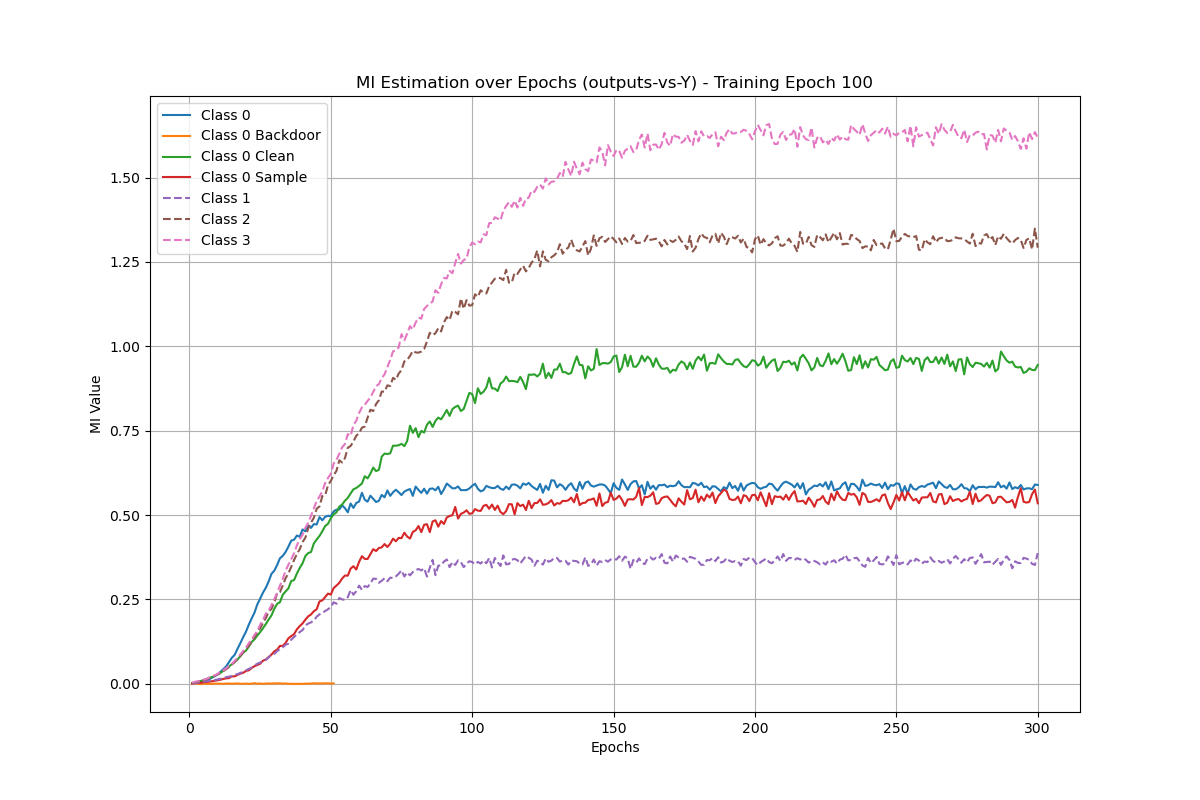 MI Estimation over Epochs (outputs-vs-Y) - Training Epoch 100
Class 0
Class 0 Backdoor
Class 0 Clean
Class 0 Sample
Class 1
Class 2
Class 3
MI Value
1.50
1.25
1.00
0.75
0.50
0.25
0.00
0 50 100 150 200 250 300
Epochs